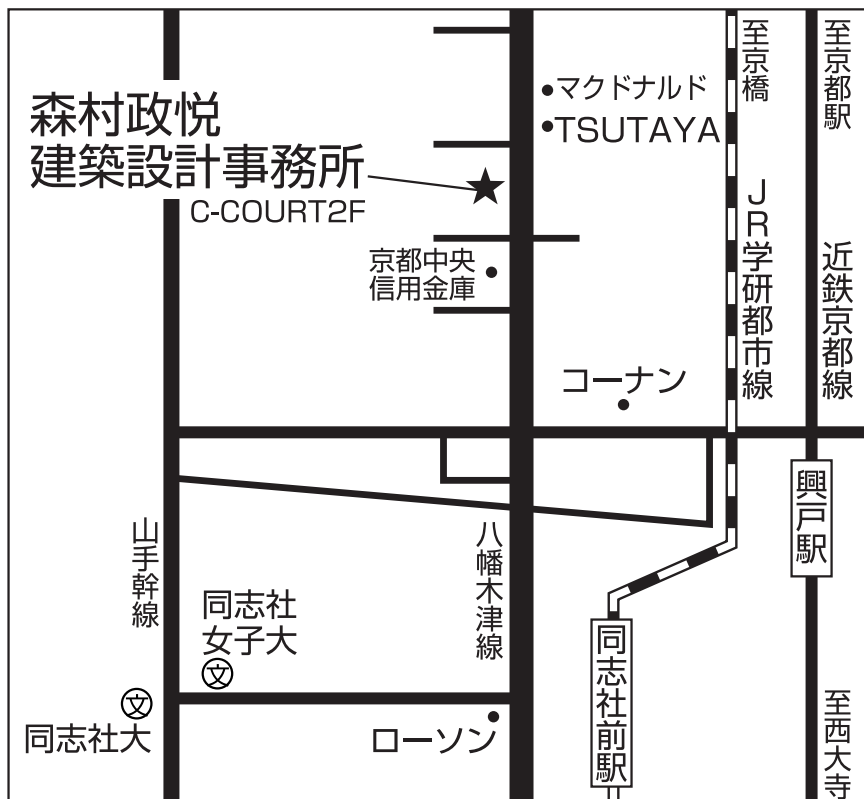 森村政悦
建築設計事務所
C-COURT2F
マクドナルド
TSUTAYA
至京橋
至京都駅
JR学研都市線
近鉄京都線
京都中央
信用金庫
コーナン
興戸駅
山手幹線
八幡木津線
同志社
女子大
文
文
同志社大
ローソン
同志社前駅
至西大寺